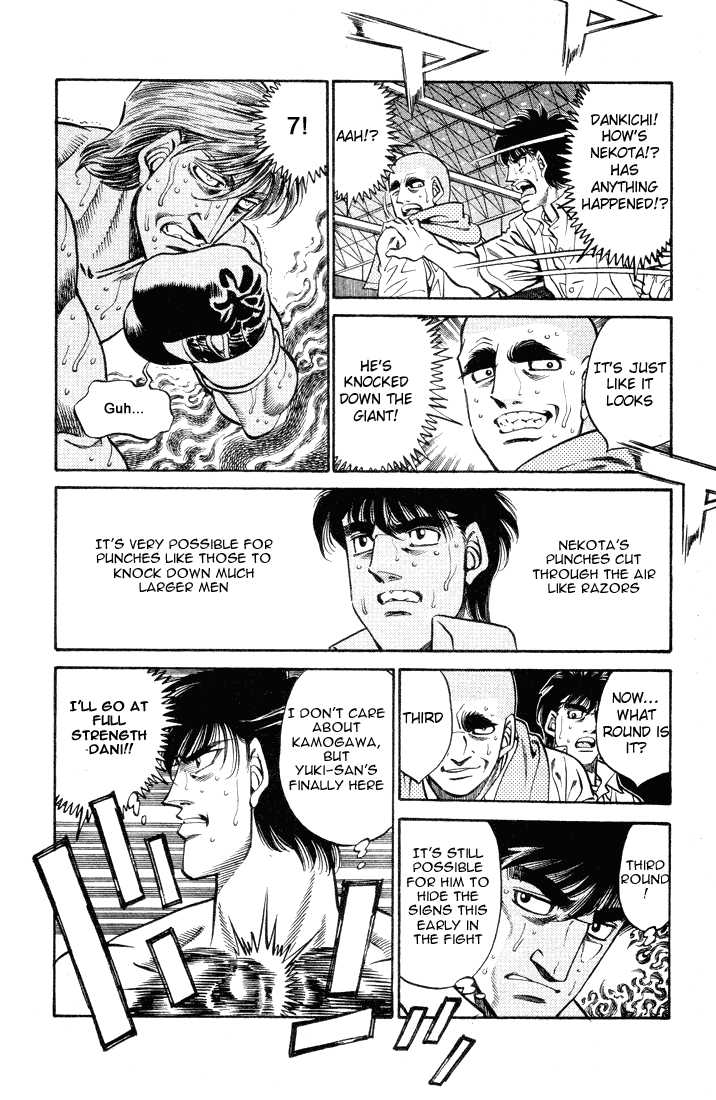 DANKICHI!
HOW'S
NEKOTA!?
HAS
ANYTHING
HAPPENED!?
AAH!?
7!
Guh...
IT'S JUST
LIKE IT
LOOKS
HE'S
KNOCKED
DOWN THE
GIANT!
NEKOTA'S
PUNCHES CUT
THROUGH THE AIR
LIKE RAZORS
IT'S VERY POSSIBLE FOR
PUNCHES LIKE THOSE TO
KNOCK DOWN MUCH
LARGER MEN
NOW...
WHAT
ROUND IS
IT?
THIRD
THIRD
ROUND
!
IT'S STILL
POSSIBLE
FOR HIM TO
HIDE THE
SIGNS THIS
EARLY IN
THE FIGHT
I DON'T CARE
ABOUT
KAMOGAWA,
BUT
YUKI-SAN'S
FINALLY HERE
I'LL GO AT
FULL
STRENGTH
DANI!!